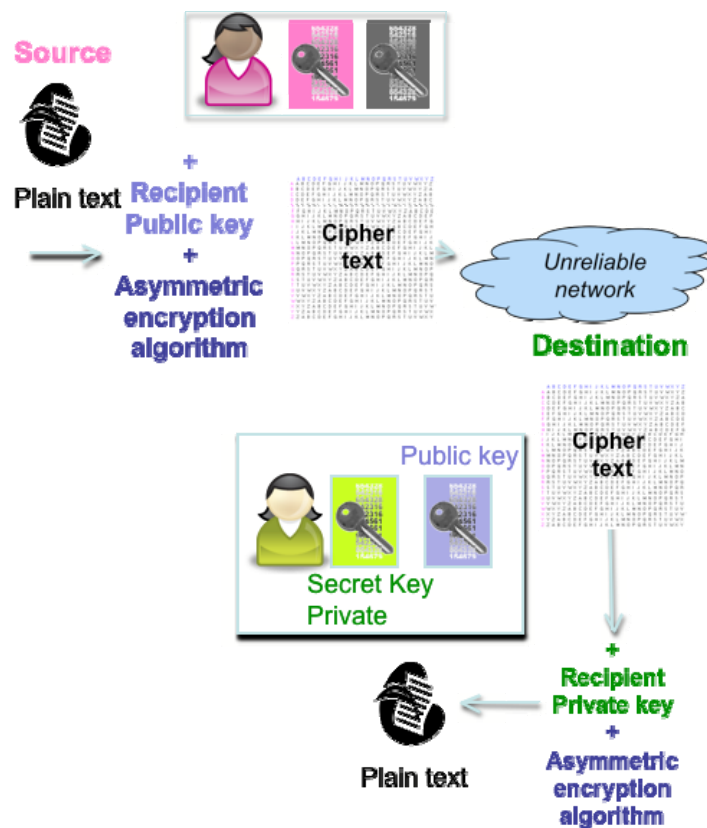 Source
Plain text
+
Recipient
Public key
+
Asymmetric
encryption
algorithm
Cipher
text
Unreliable
network
Destination
Cipher
text
Public key
Secret Key
Private
+
Recipient
Private key
+
Asymmetric
encryption
algorithm
Plain text